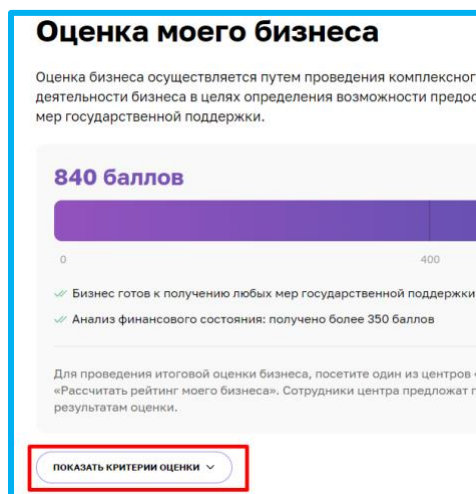 Оценка моего бизнеса
Оценка бизнеса осуществляется путем проведения
деятельности бизнеса в целях определения возможности
мер государственной поддержки.
840 баллов
0 400
Бизнес готов к получению любых мер государственной поддержки
Анализ финансового состояния: получено более 350 баллов
Для проведения итоговой оценки бизнеса, посетите один из центров
«Рассчитать рейтинг моего бизнеса». Сотрудники центра предложат
результатам оценки.
ПОКАЗАТЬ КРИТЕРИИ ОЦЕНКИ